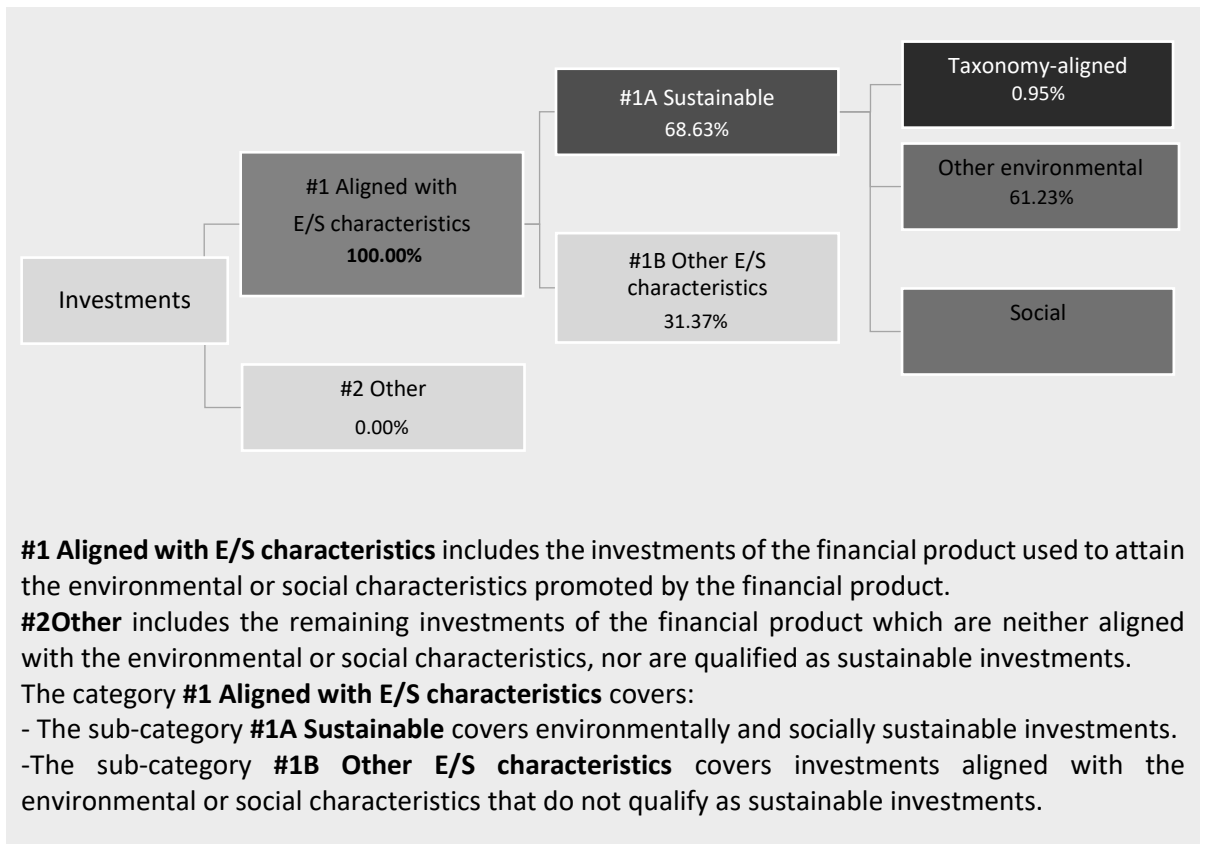 Investments
#1 Aligned with
E/S characteristics
100.00%
#2 Other
0.00%
#1A Sustainable
68.63%
#1B Other E/S
characteristics
31.37%
Taxonomy-aligned
0.95%
Other environmental
61.23%
Social
#1 Aligned with E/S characteristics includes the investments of the financial product used to attain
the environmental or social characteristics promoted by the financial product.
#2Other includes the remaining investments of the financial product which are neither aligned
with the environmental or social characteristics, nor are qualified as sustainable investments.
The category #1 Aligned with E/S characteristics covers:
- The sub-category #1A Sustainable covers environmentally and socially sustainable investments.
-The sub-category #1B Other E/S characteristics covers investments aligned with the
environmental or social characteristics that do not qualify as sustainable investments.